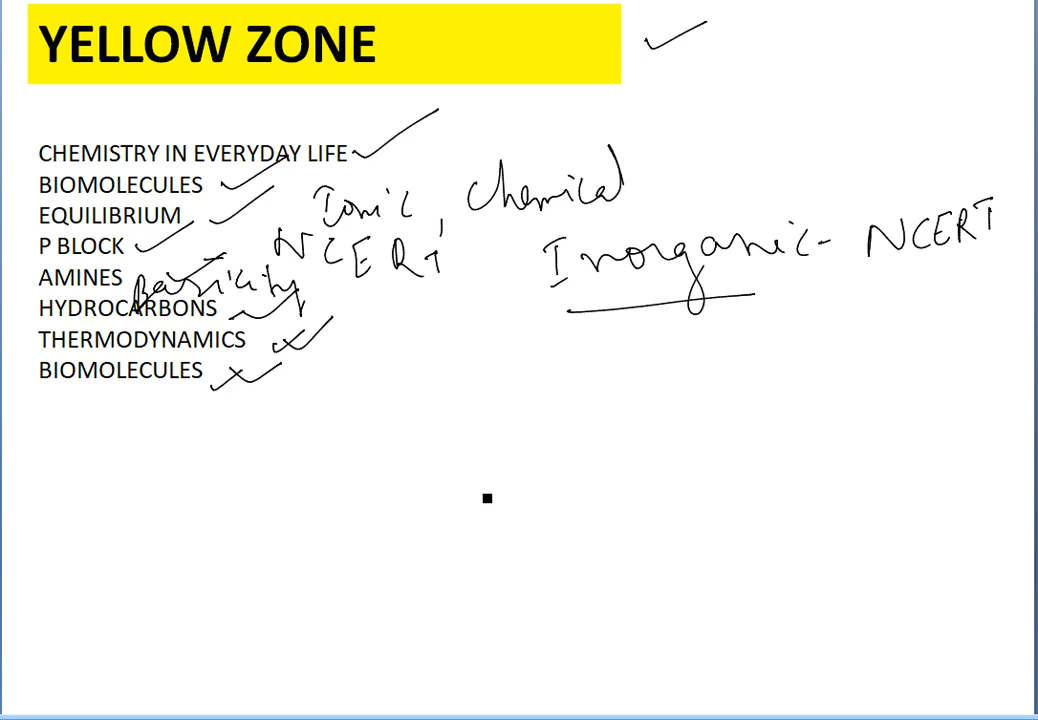 YELLOW ZONE
CHEMISTRY IN EVERYDAY LIFE
BIOMOLECULES
EQUILIBRIUM Ionic, Chemical
P BLOCK NCERT Inorganic - NCERT
AMINES Basicity
HYDROCARBONS
THERMODYNAMICS
BIOMOLECULES